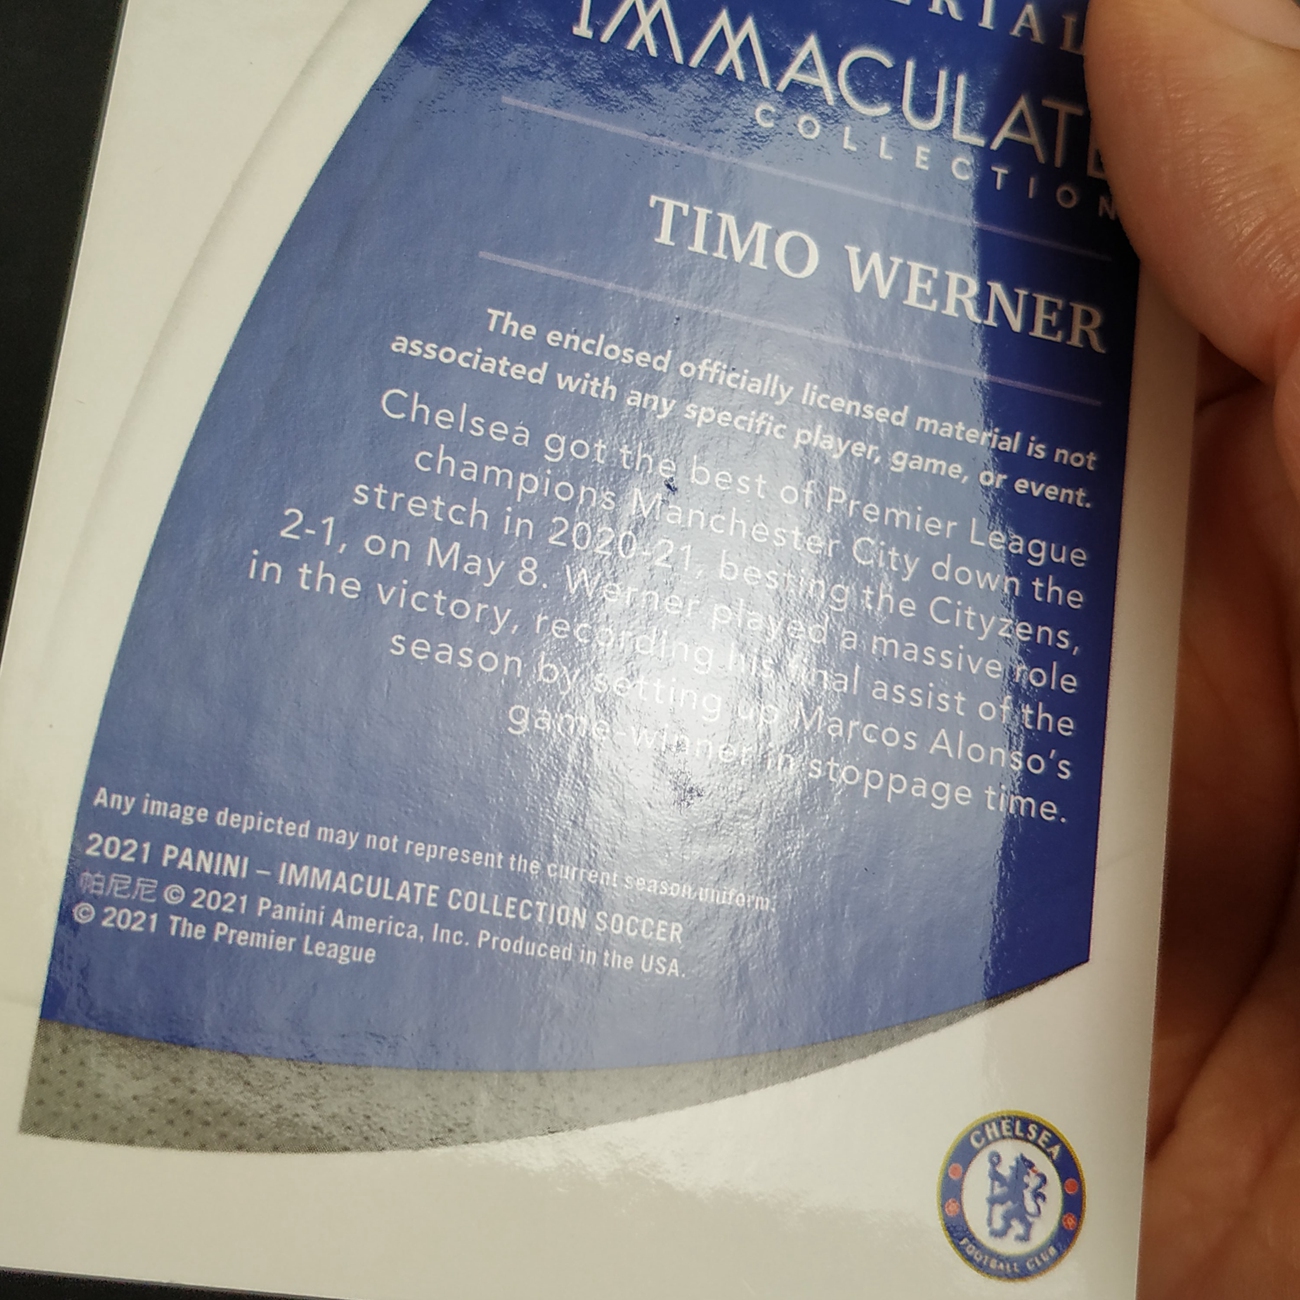 ERIAL
IMMACULATE
COLLECTION
TIMO WERNER
The enclosed officially licensed material is not
associated with any specific player, game, or event.
Chelsea got the best of Premier League
champions Manchester City down the
stretch in 2020-21, besting the Cityzens,
2-1, on May 8. Werner played a massive role
in the victory, recording his final assist of the
season by setting up Marcos Alonso's
game-winner in stoppage time.
Any image depicted may not represent the current season uniform.
2021 PANINI – IMMACULATE COLLECTION SOCCER
帕尼尼 © 2021 Panini America, Inc. Produced in the USA.
© 2021 The Premier League
CHELSEA
FOOTBALL CLUB